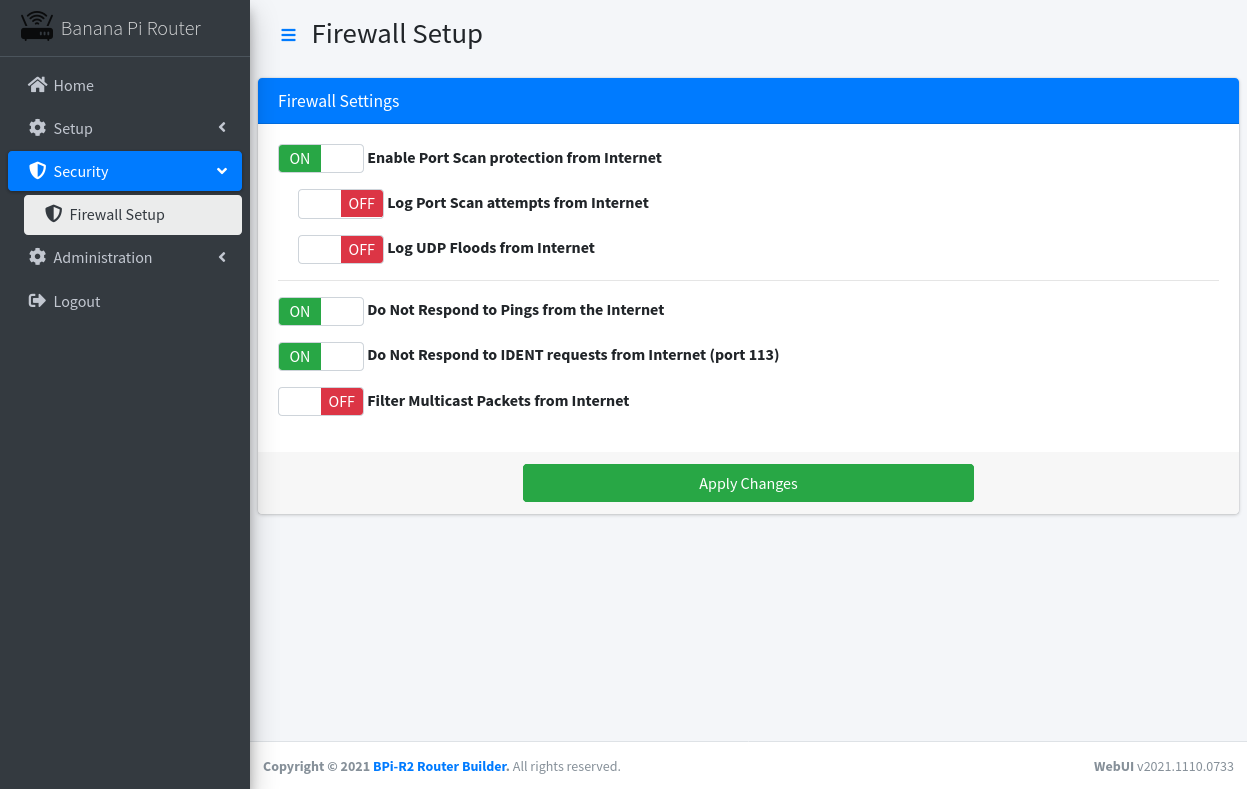 Banana Pi Router
Home
Setup
Security
Firewall Setup
Administration
Logout
Firewall Setup
Firewall Settings
ON Enable Port Scan protection from Internet
OFF Log Port Scan attempts from Internet
OFF Log UDP Floods from Internet
ON Do Not Respond to Pings from the Internet
ON Do Not Respond to IDENT requests from Internet (port 113)
OFF Filter Multicast Packets from Internet
Apply Changes
Copyright © 2021 BPi-R2 Router Builder. All rights reserved.
WebUI v2021.1110.0733